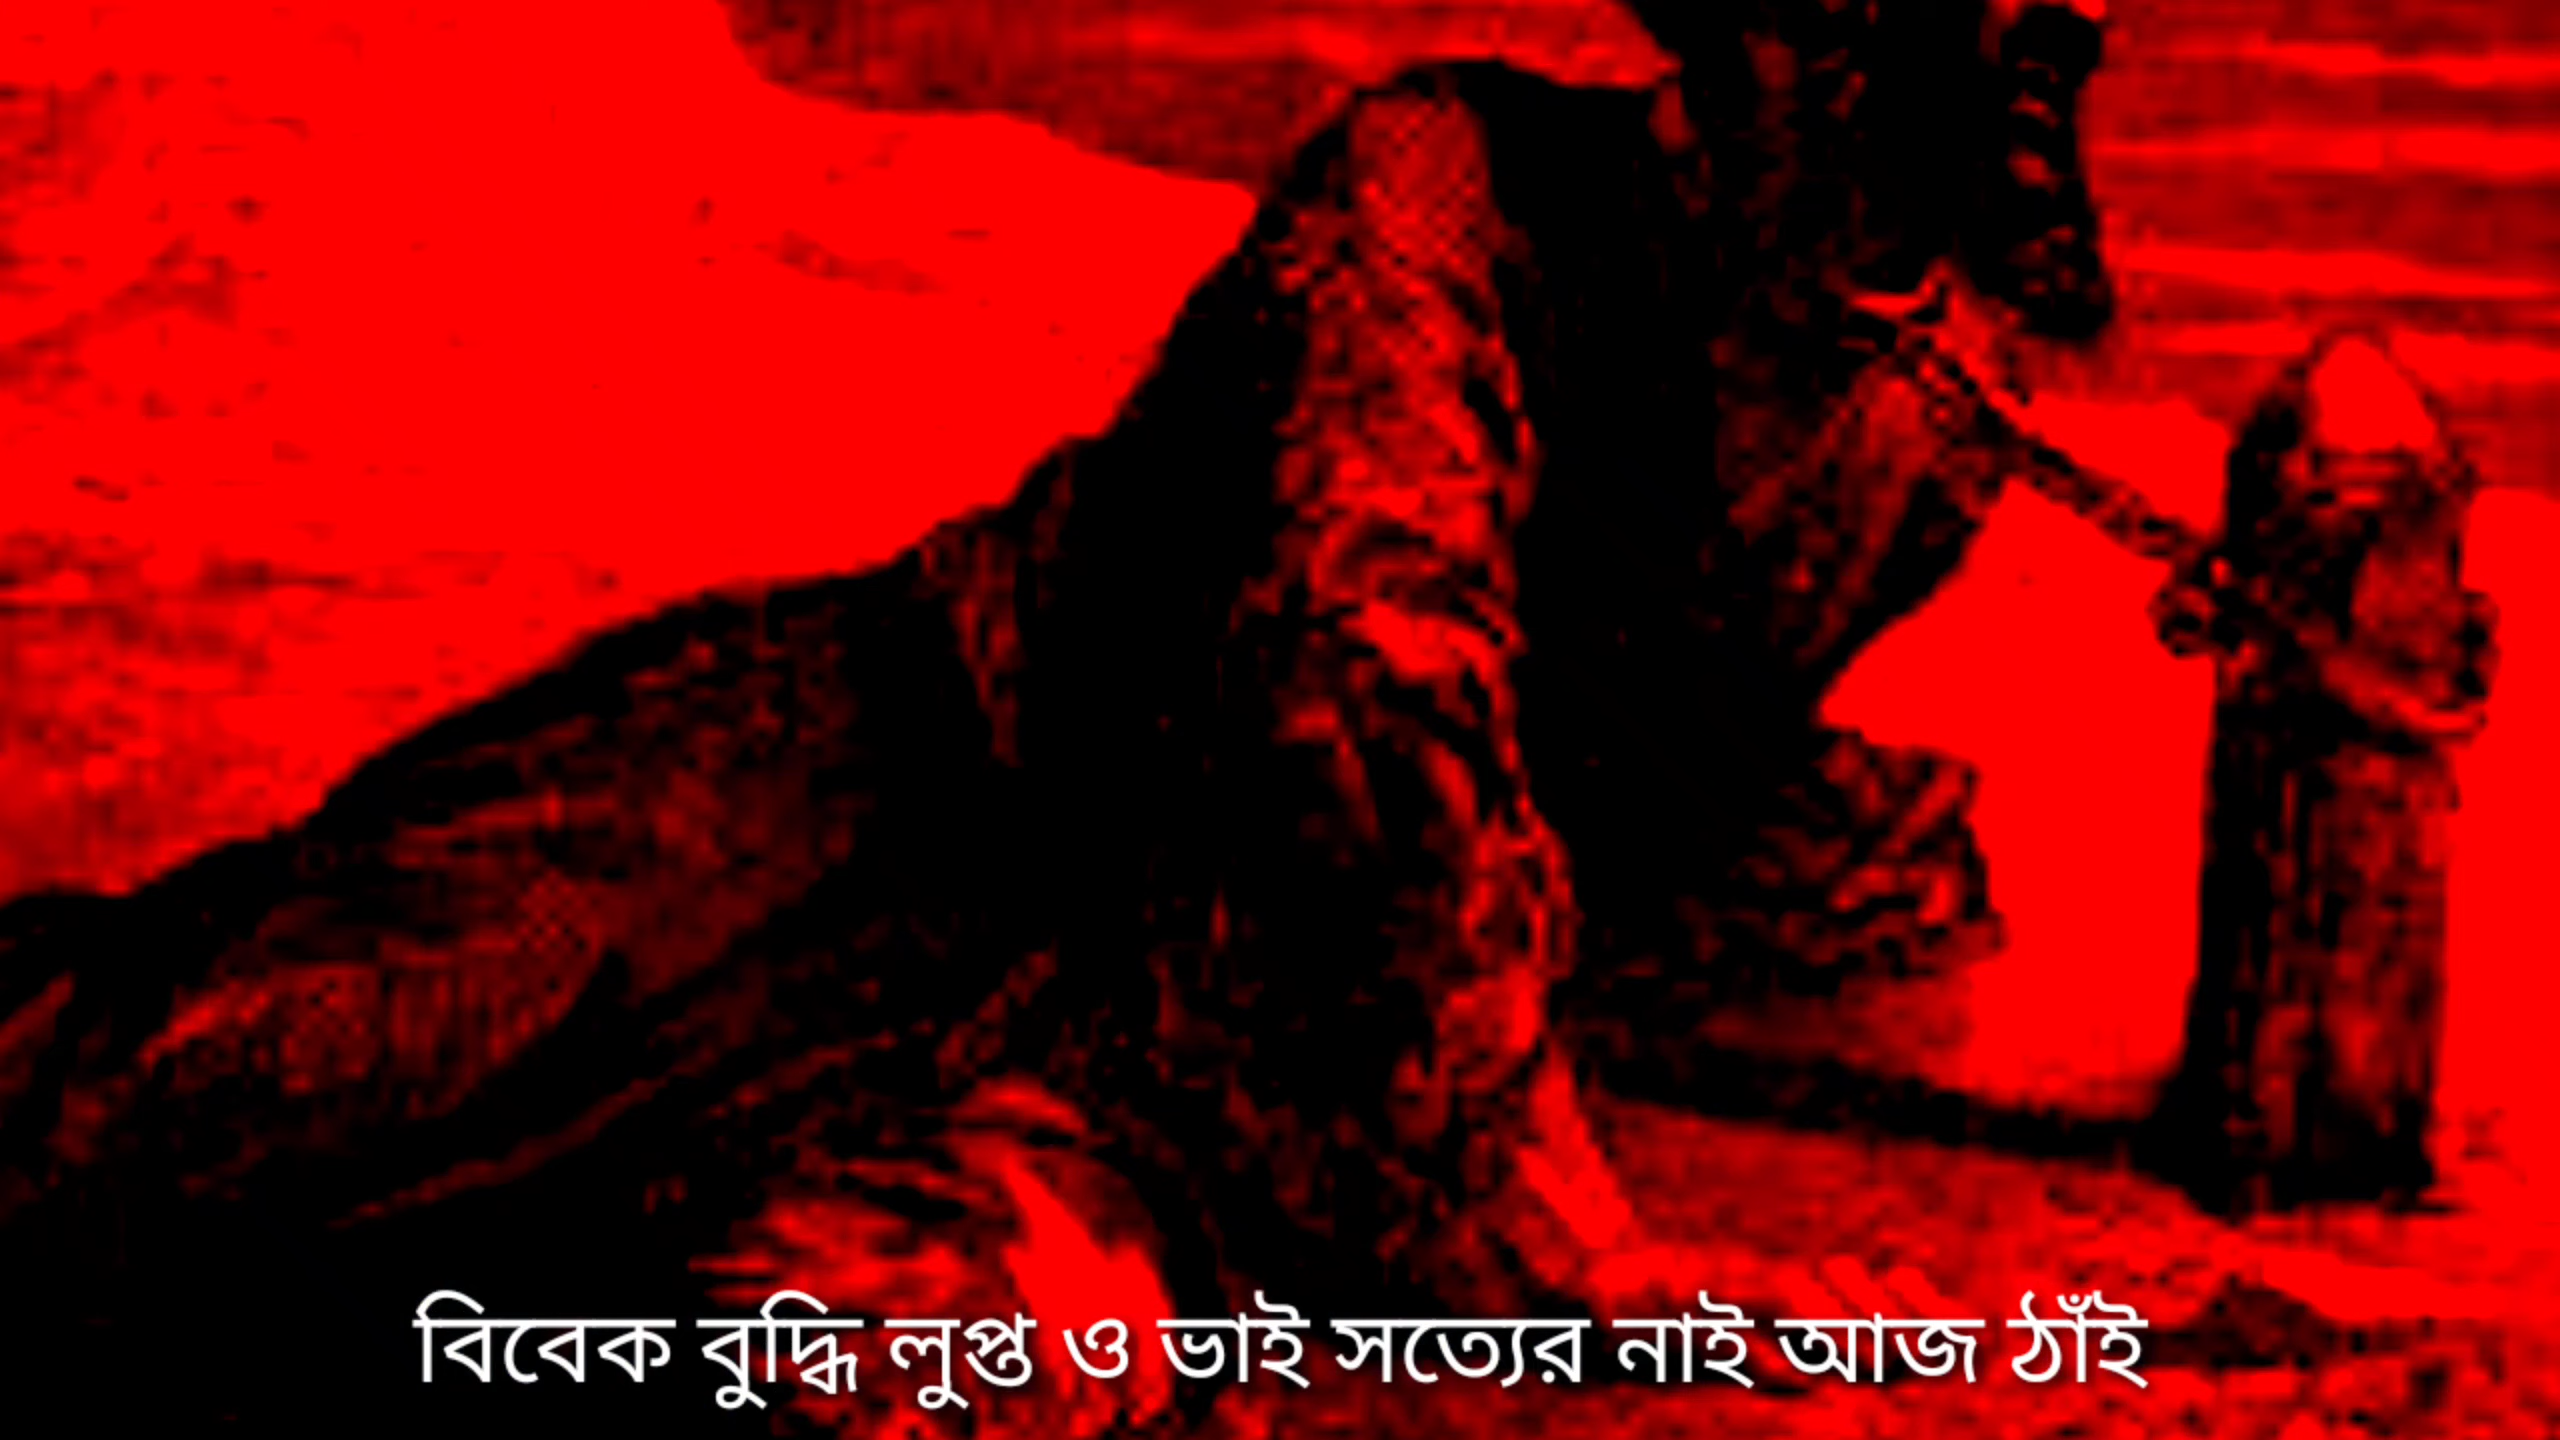 বিবেক বুদ্ধি লুপ্ত ও ভাই সত্যের নাই আজ ঠাঁই